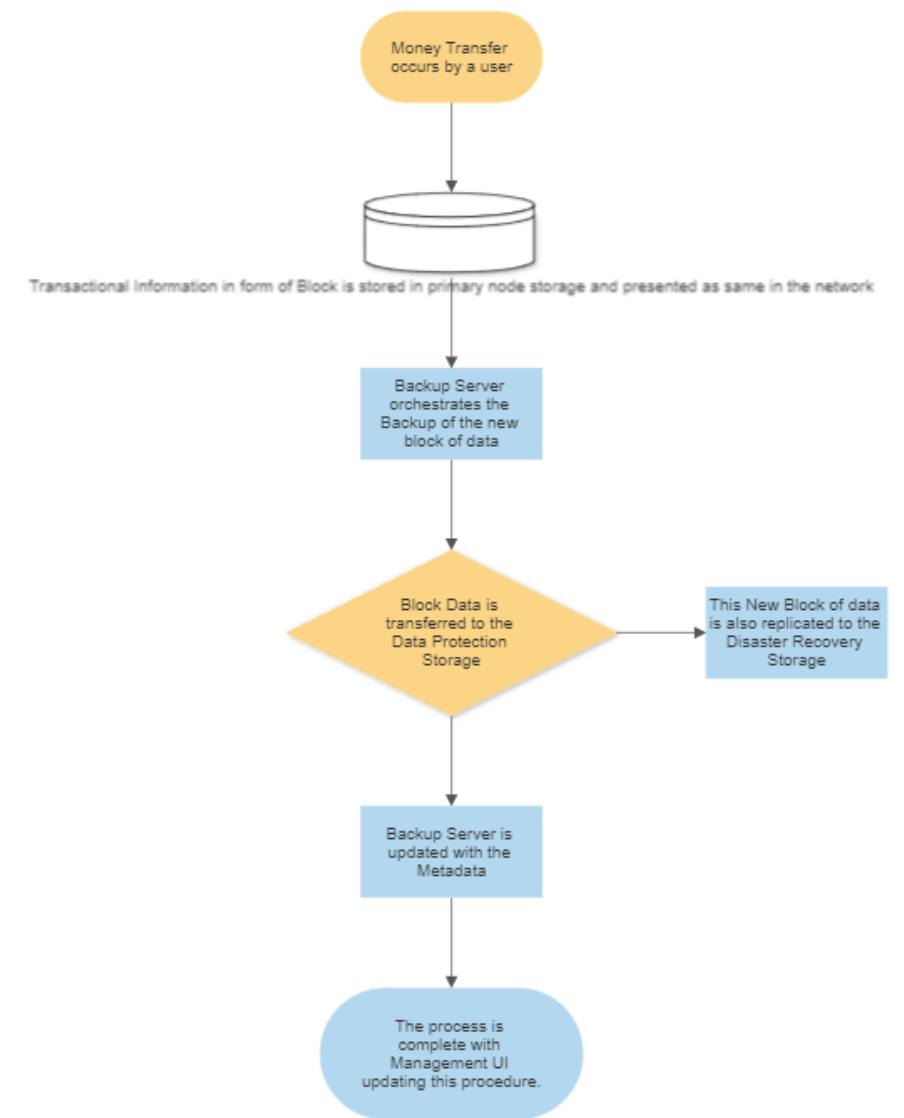 Money Transfer
occurs by a user
Transactional Information in form of Block is stored in primary node storage and presented as same in the network
Backup Server
orchestrates the
Backup of the new
block of data
Block Data is
transferred to the
Data Protection
Storage
This New Block of data
is also replicated to the
Disaster Recovery
Storage
Backup Server is
updated with the
Metadata
The process is
complete with
Management UI
updating this procedure.